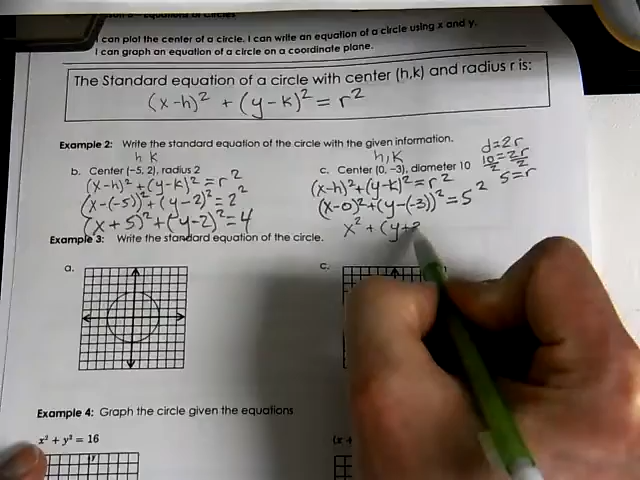 I can plot the center of a circle. I can write an equation of a circle using x and y.
I can graph an equation of a circle on a coordinate plane.
The Standard equation of a circle with center (h,k) and radius r is:
(x-h)² + (y-k)² = r²
Example 2: Write the standard equation of the circle with the given information.
h k
b. Center (-5, 2), radius 2
(x-h)²+(y-k)²=r²
(x-(-5))²+(y-2)²=2²
(x+5)²+(y-2)²=4
h,k
c. Center (0, -3), diameter 10
d=2r
10/2=2r/2
5=r
(x-h)²+(y-k)²=r²
(x-0)²+(y-(-3))²=5²
x²+(y+3
Example 3: Write the standard equation of the circle.
a.
c.
Example 4: Graph the circle given the equations
x² + y² = 16
(x +
y